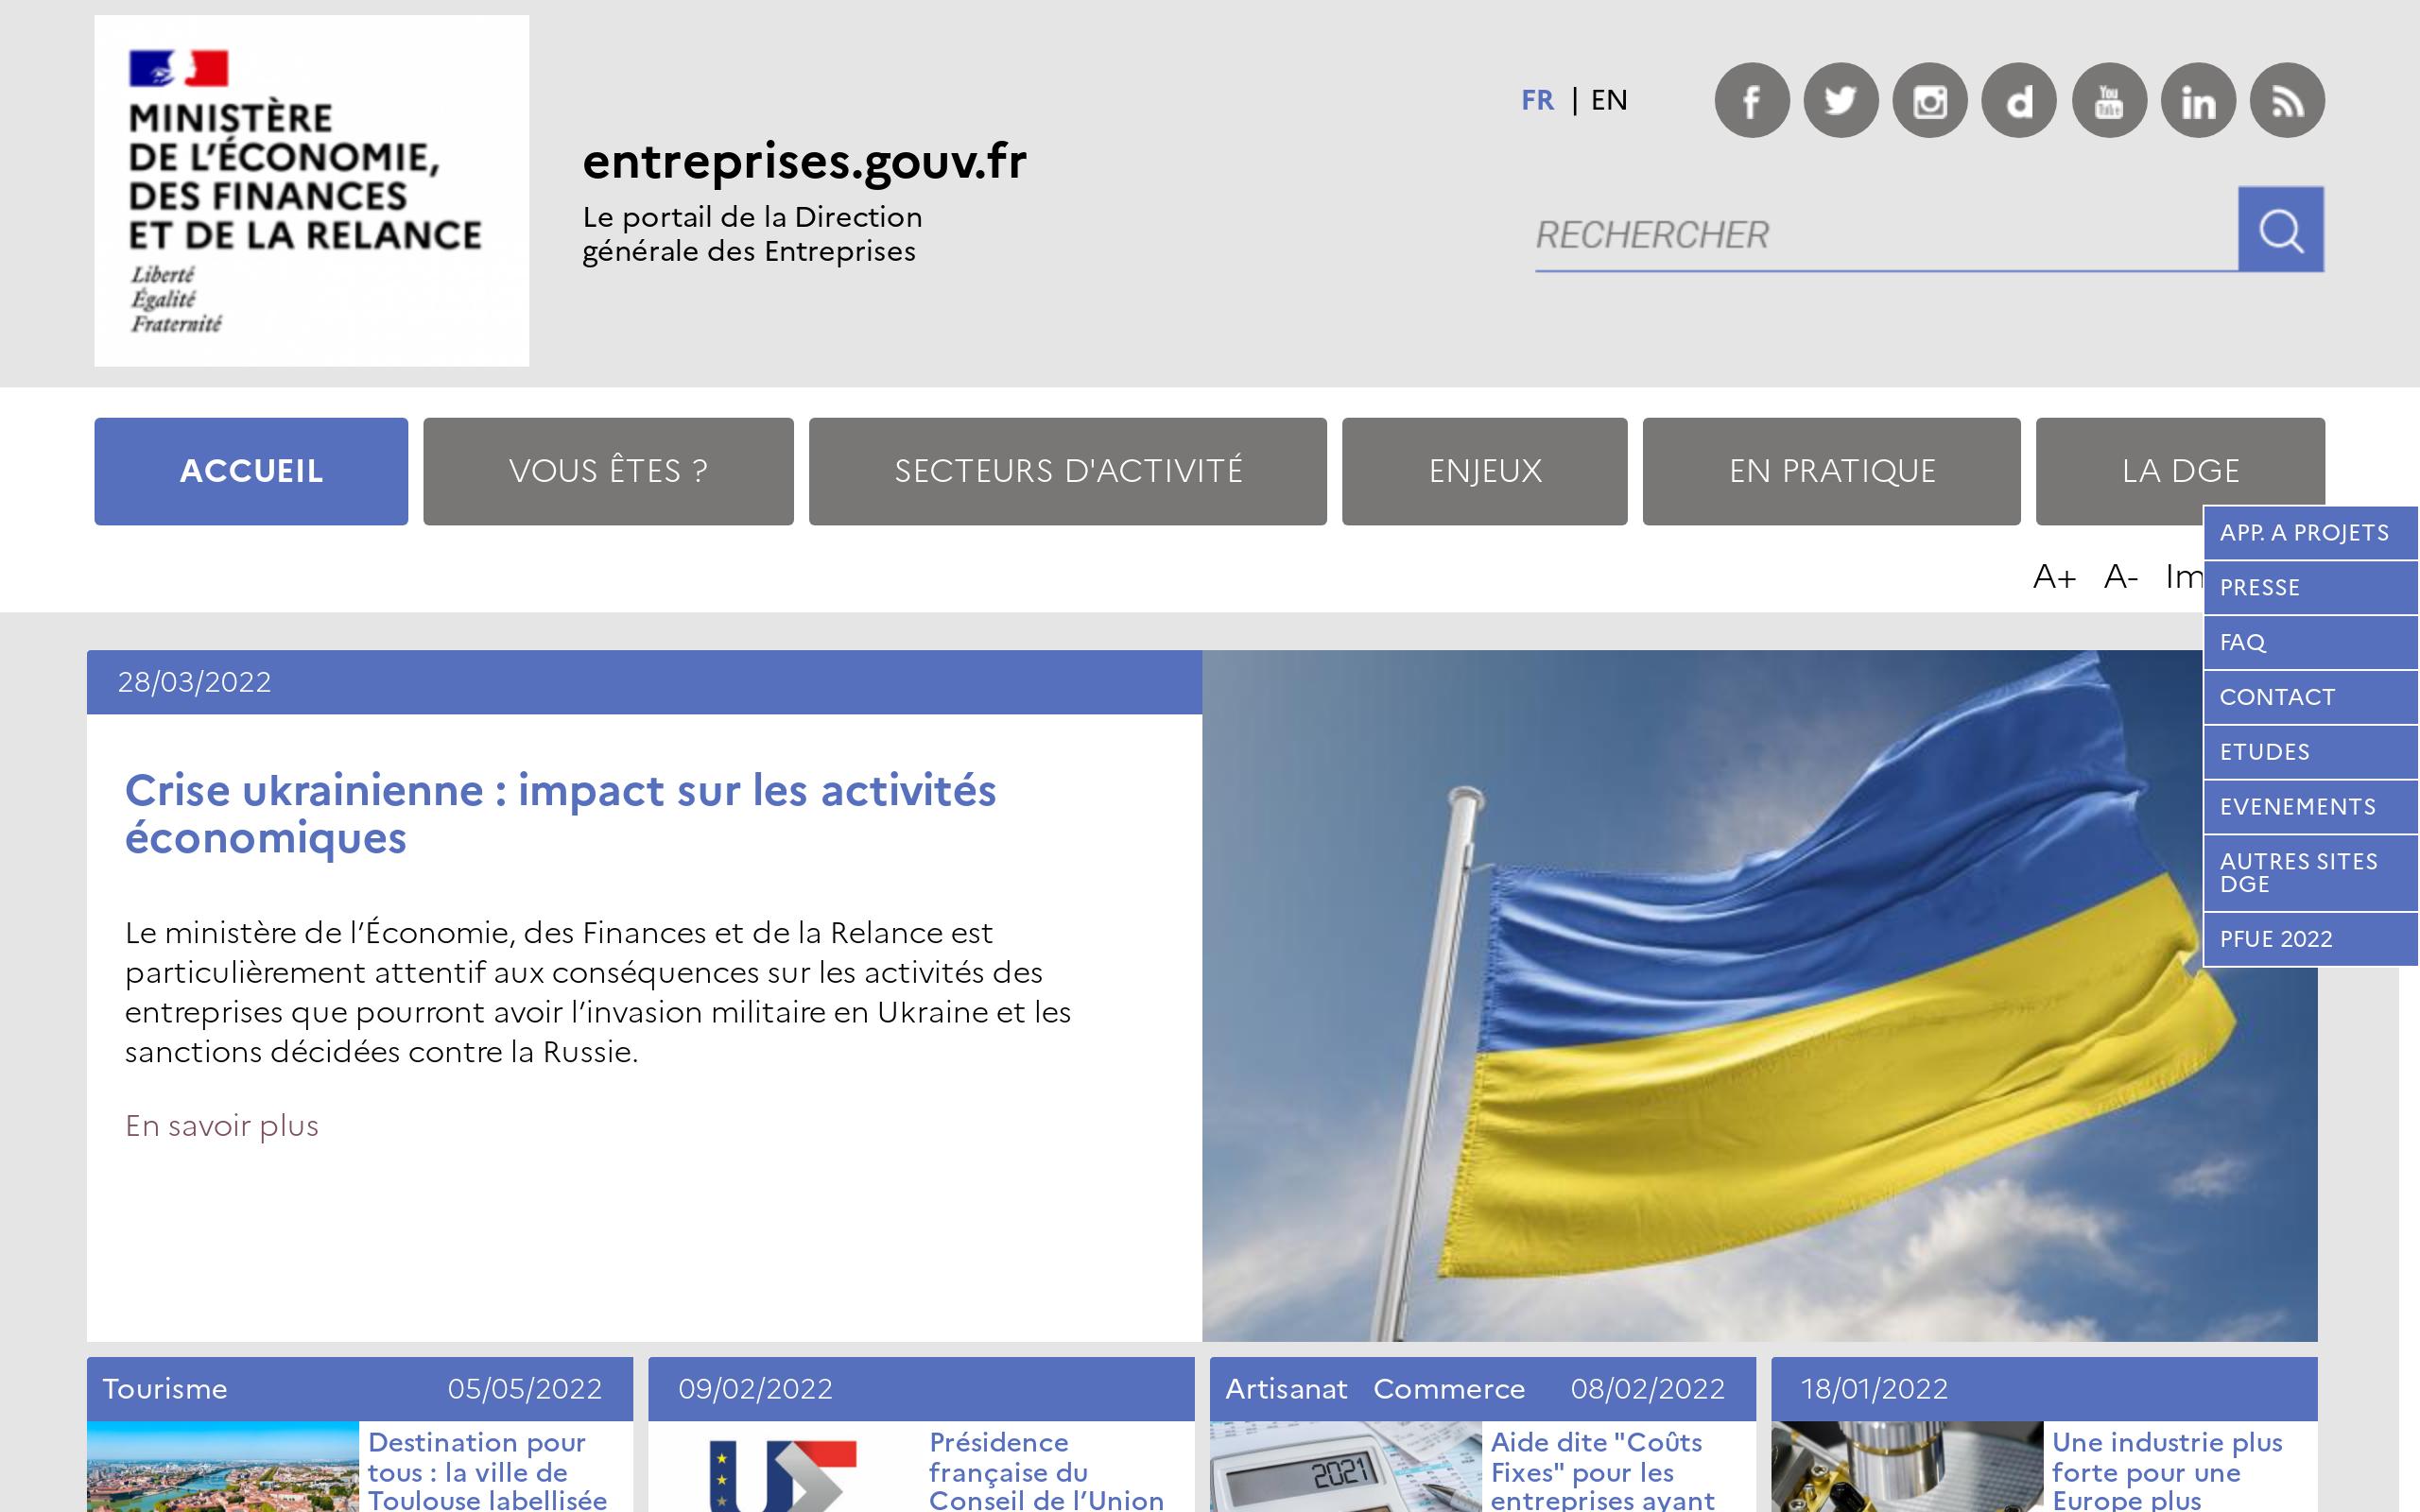 MINISTÈRE
DE L’ÉCONOMIE,
DES FINANCES
ET DE LA RELANCE
Liberté
Égalité
Fraternité
entreprises.gouv.fr
Le portail de la Direction
générale des Entreprises
FR | EN
RECHERCHER
ACCUEIL
VOUS ÊTES ?
SECTEURS D'ACTIVITÉ
ENJEUX
EN PRATIQUE
LA DGE
A+ A- Im
APP. A PROJETS
PRESSE
FAQ
CONTACT
ETUDES
EVENEMENTS
AUTRES SITES
DGE
PFUE 2022
28/03/2022
Crise ukrainienne : impact sur les activités
économiques
Le ministère de l’Économie, des Finances et de la Relance est
particulièrement attentif aux conséquences sur les activités des
entreprises que pourront avoir l’invasion militaire en Ukraine et les
sanctions décidées contre la Russie.
En savoir plus
Tourisme 05/05/2022
Destination pour
tous : la ville de
Toulouse labellisée
09/02/2022
Présidence
française du
Conseil de l’Union
Artisanat Commerce 08/02/2022
2021
Aide dite "Coûts
Fixes" pour les
entreprises ayant
18/01/2022
Une industrie plus
forte pour une
Europe plus